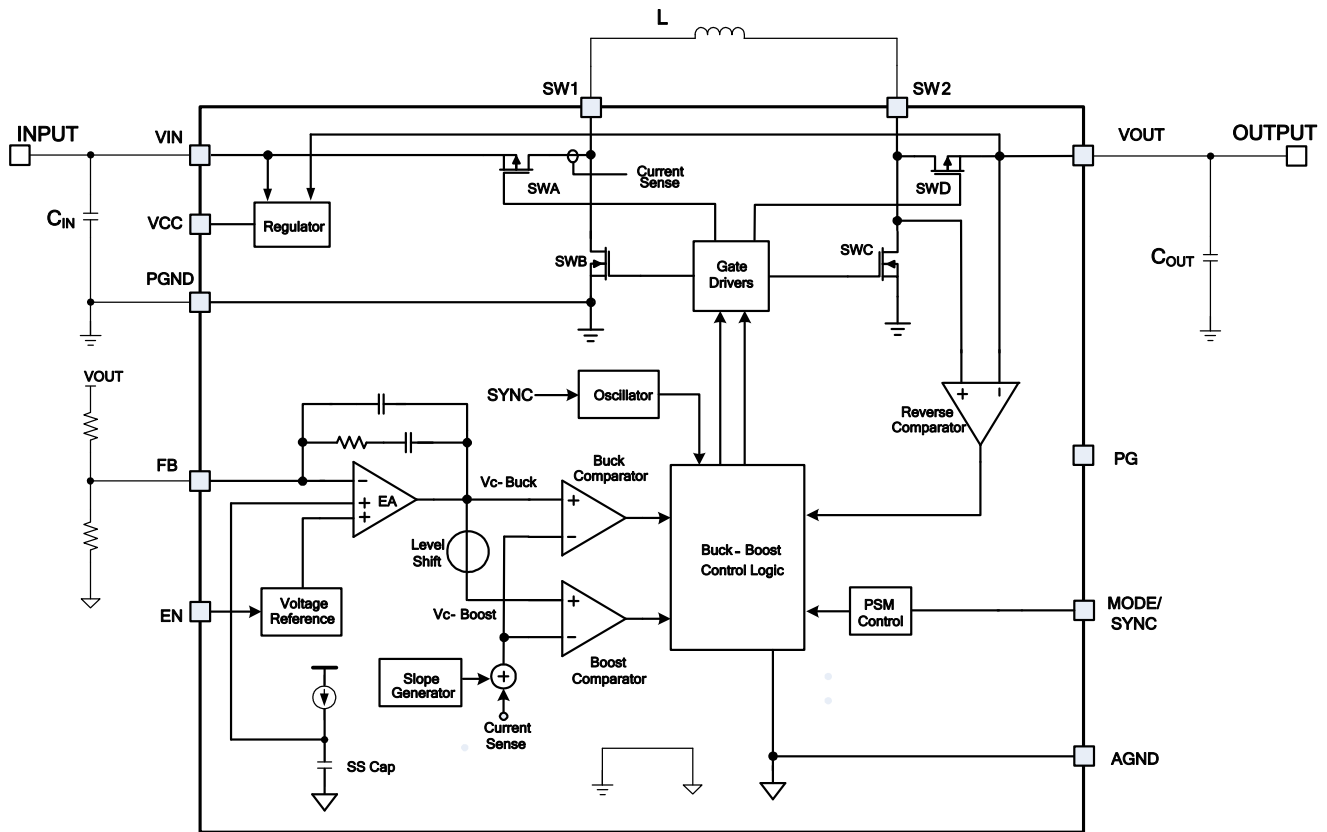 L
SW1
SW2
INPUT
VIN
VOUT
OUTPUT
SWA
Current
Sense
SWD
CIN
VCC
Regulator
SWB
Gate
Drivers
SWC
COUT
PGND
VOUT
SYNC
Oscillator
+
−
Reverse
Comparator
FB
−
+
+
EA
Vc- Buck
Buck
Comparator
+
−
PG
Level
Shift
Buck - Boost
Control Logic
EN
Voltage
Reference
Vc- Boost
+
−
PSM
Control
MODE/
SYNC
Boost
Comparator
Slope
Generator
+
Current
Sense
SS Cap
AGND